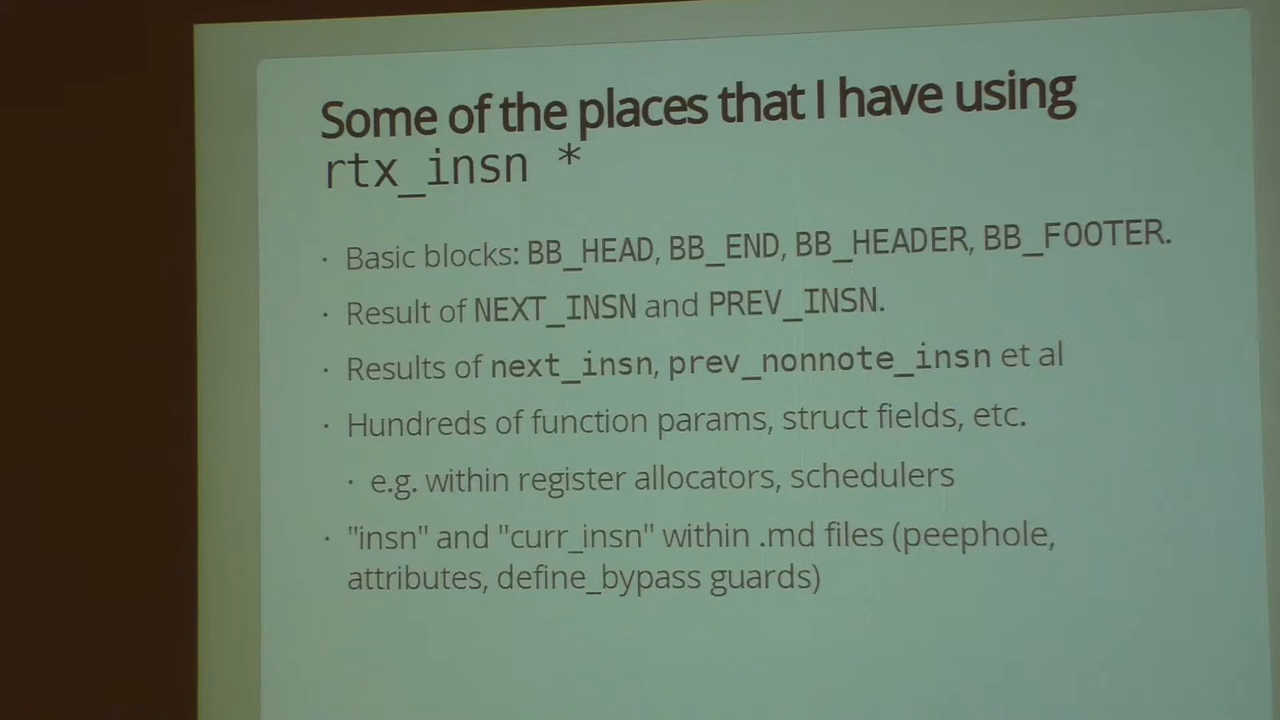 Some of the places that I have using
rtx_insn *
· Basic blocks: BB_HEAD, BB_END, BB_HEADER, BB_FOOTER.
· Result of NEXT_INSN and PREV_INSN.
· Results of next_insn, prev_nonnote_insn et al
· Hundreds of function params, struct fields, etc.
· e.g. within register allocators, schedulers
· "insn" and "curr_insn" within .md files (peephole,
attributes, define_bypass guards)